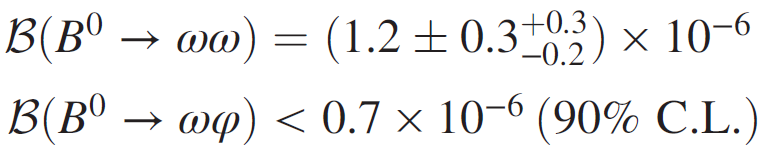 ℬ(B⁰ → ωω) = (1.2 ± 0.3⁺⁰·³₋₀.₂) × 10⁻⁶
ℬ(B⁰ → ωφ) < 0.7 × 10⁻⁶ (90% C.L.)